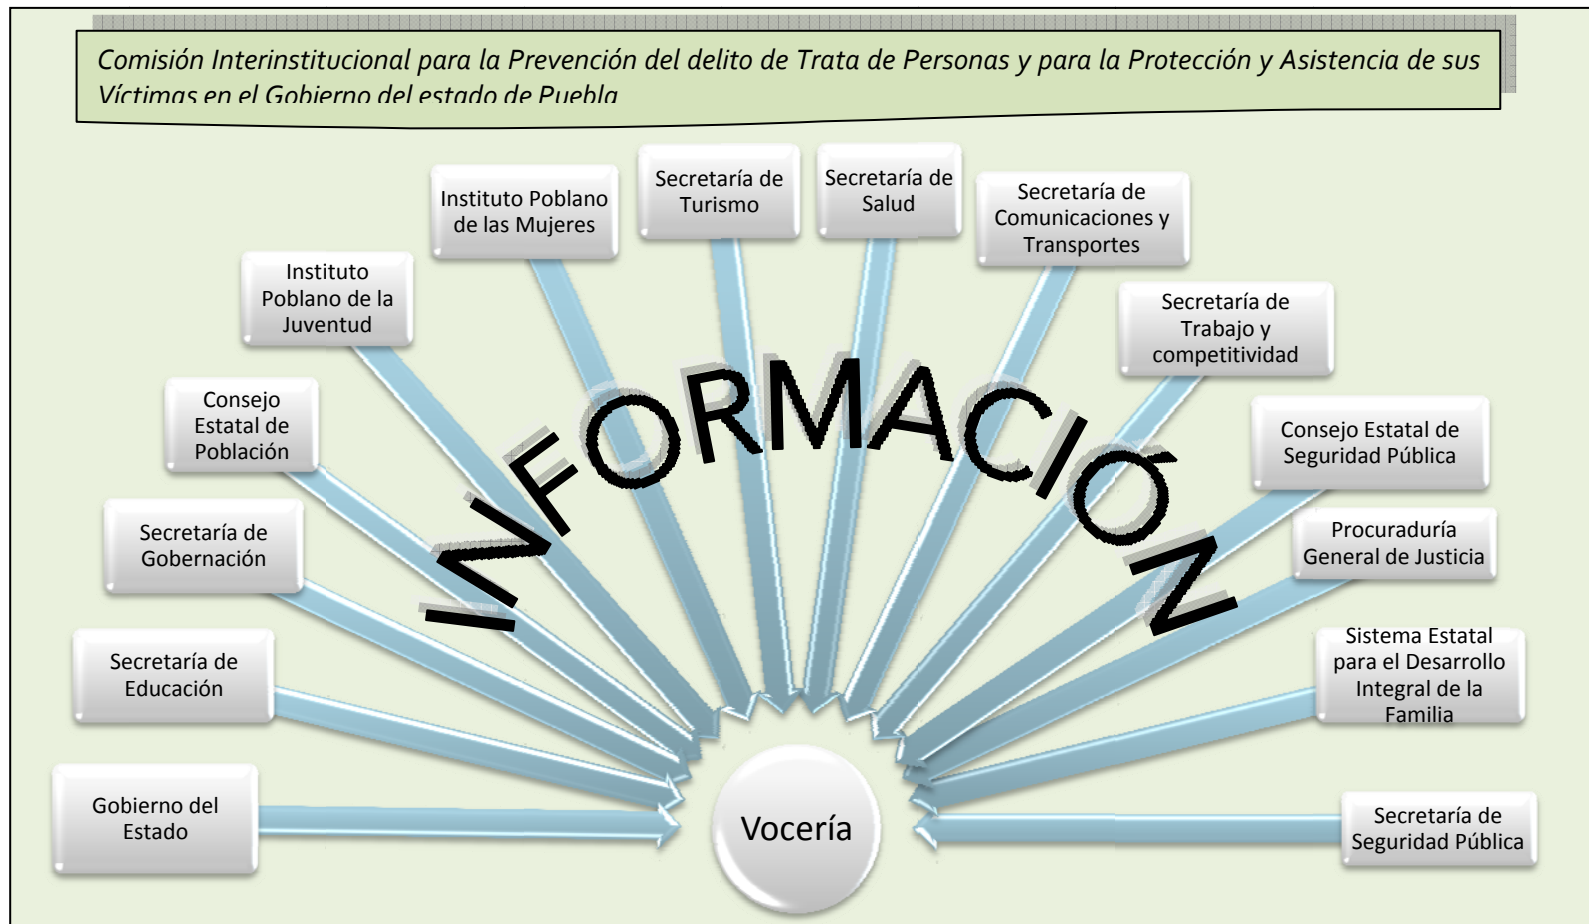 Comisión Interinstitucional para la Prevención del delito de Trata de Personas y para la Protección y Asistencia de sus
Víctimas en el Gobierno del estado de Puebla
Gobierno del
Estado
Secretaría de
Educación
Secretaría de
Gobernación
Consejo
Estatal de
Población
Instituto
Poblano de la
Juventud
Instituto Poblano
de las Mujeres
Secretaría de
Turismo
Secretaría de
Salud
Secretaría de
Comunicaciones y
Transportes
Secretaría de
Trabajo y
competitividad
Consejo Estatal de
Seguridad Pública
Procuraduría
General de Justicia
Sistema Estatal
para el Desarrollo
Integral de la
Familia
Secretaría de
Seguridad Pública
INFORMACIÓN
Vocería